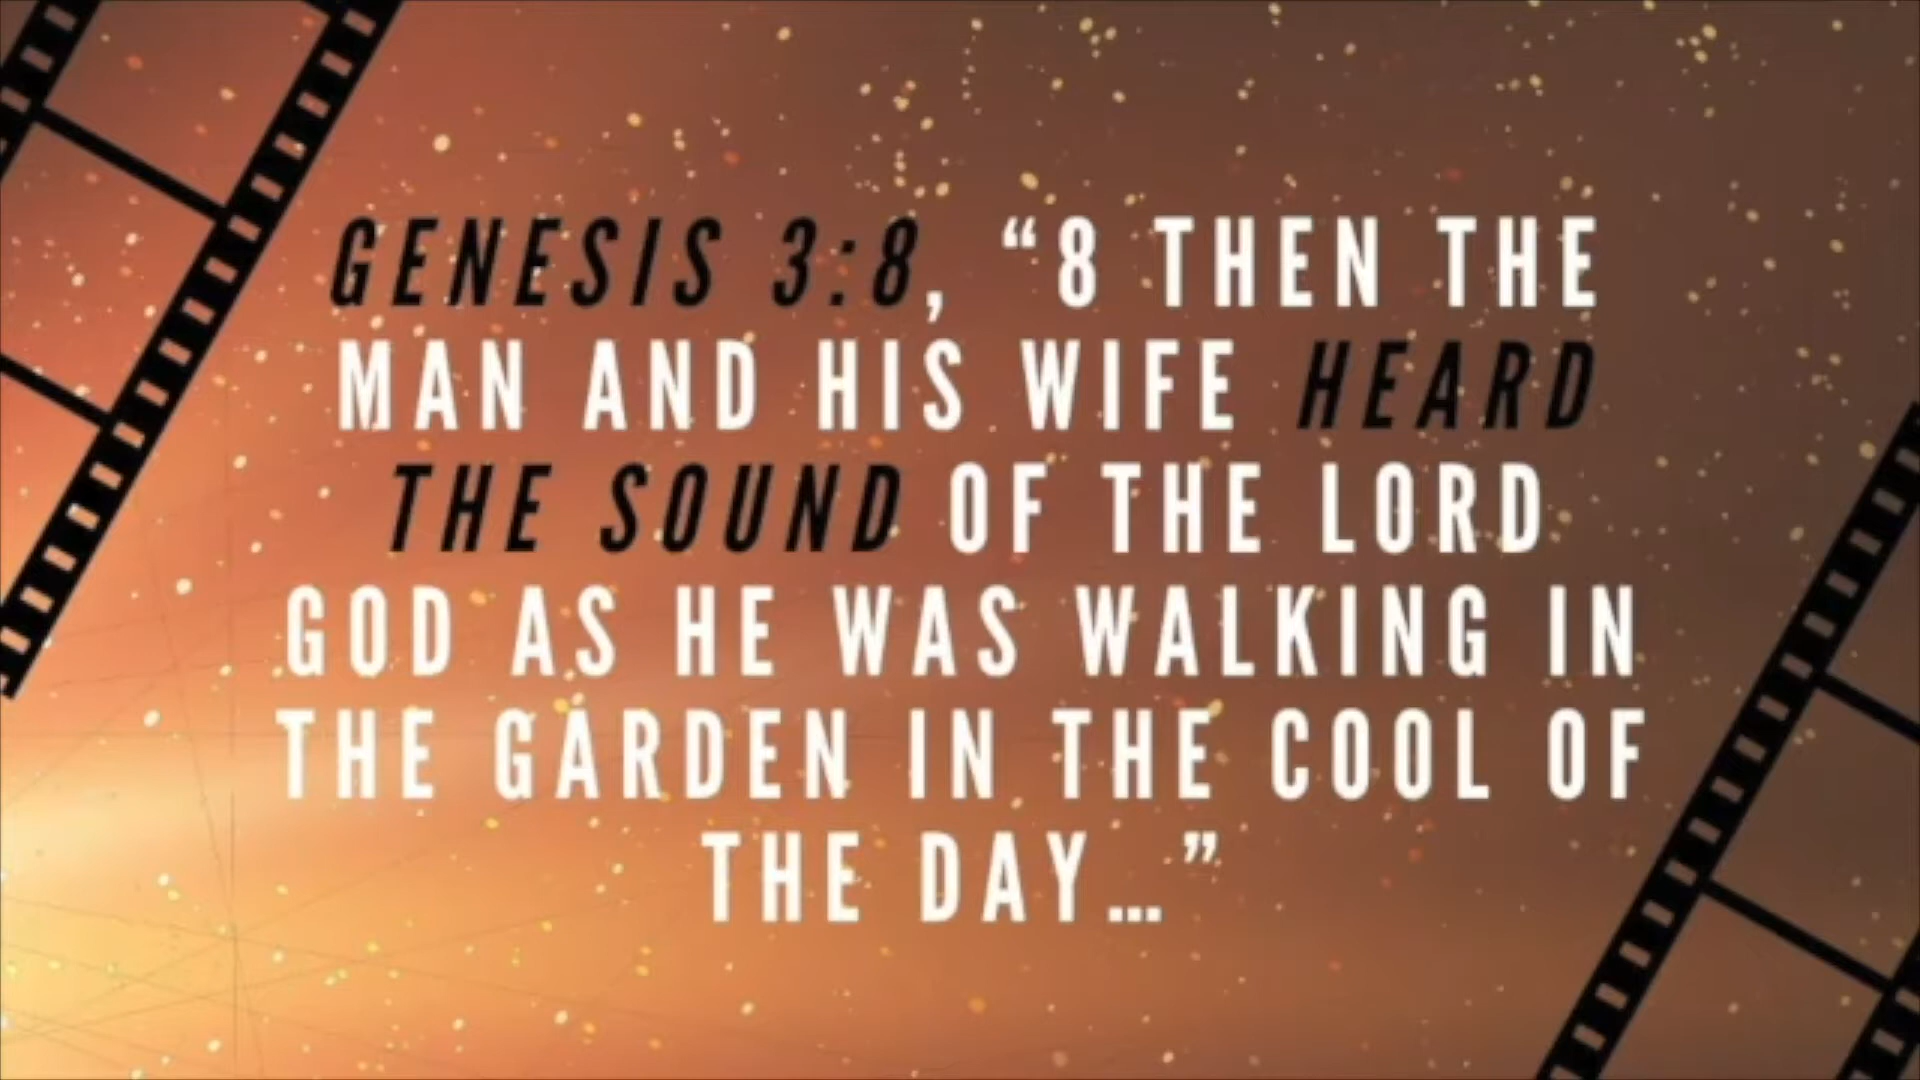 GENESIS 3:8, “8 THEN THE
MAN AND HIS WIFE HEARD
THE SOUND OF THE LORD
GOD AS HE WAS WALKING IN
THE GARDEN IN THE COOL OF
THE DAY…”